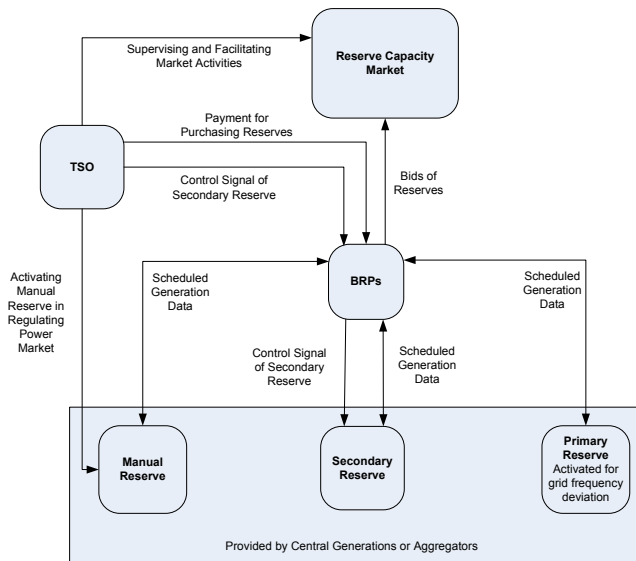 Supervising and Facilitating
Market Activities
Reserve Capacity
Market
Payment for
Purchasing Reserves
TSO
Control Signal of
Secondary Reserve
Bids of
Reserves
Activating
Manual
Reserve in
Regulating
Power
Market
Scheduled
Generation
Data
BRPs
Scheduled
Generation
Data
Control Signal
of Secondary
Reserve
Scheduled
Generation
Data
Manual
Reserve
Secondary
Reserve
Primary
Reserve
Activated for
grid frequency
deviation
Provided by Central Generations or Aggregators